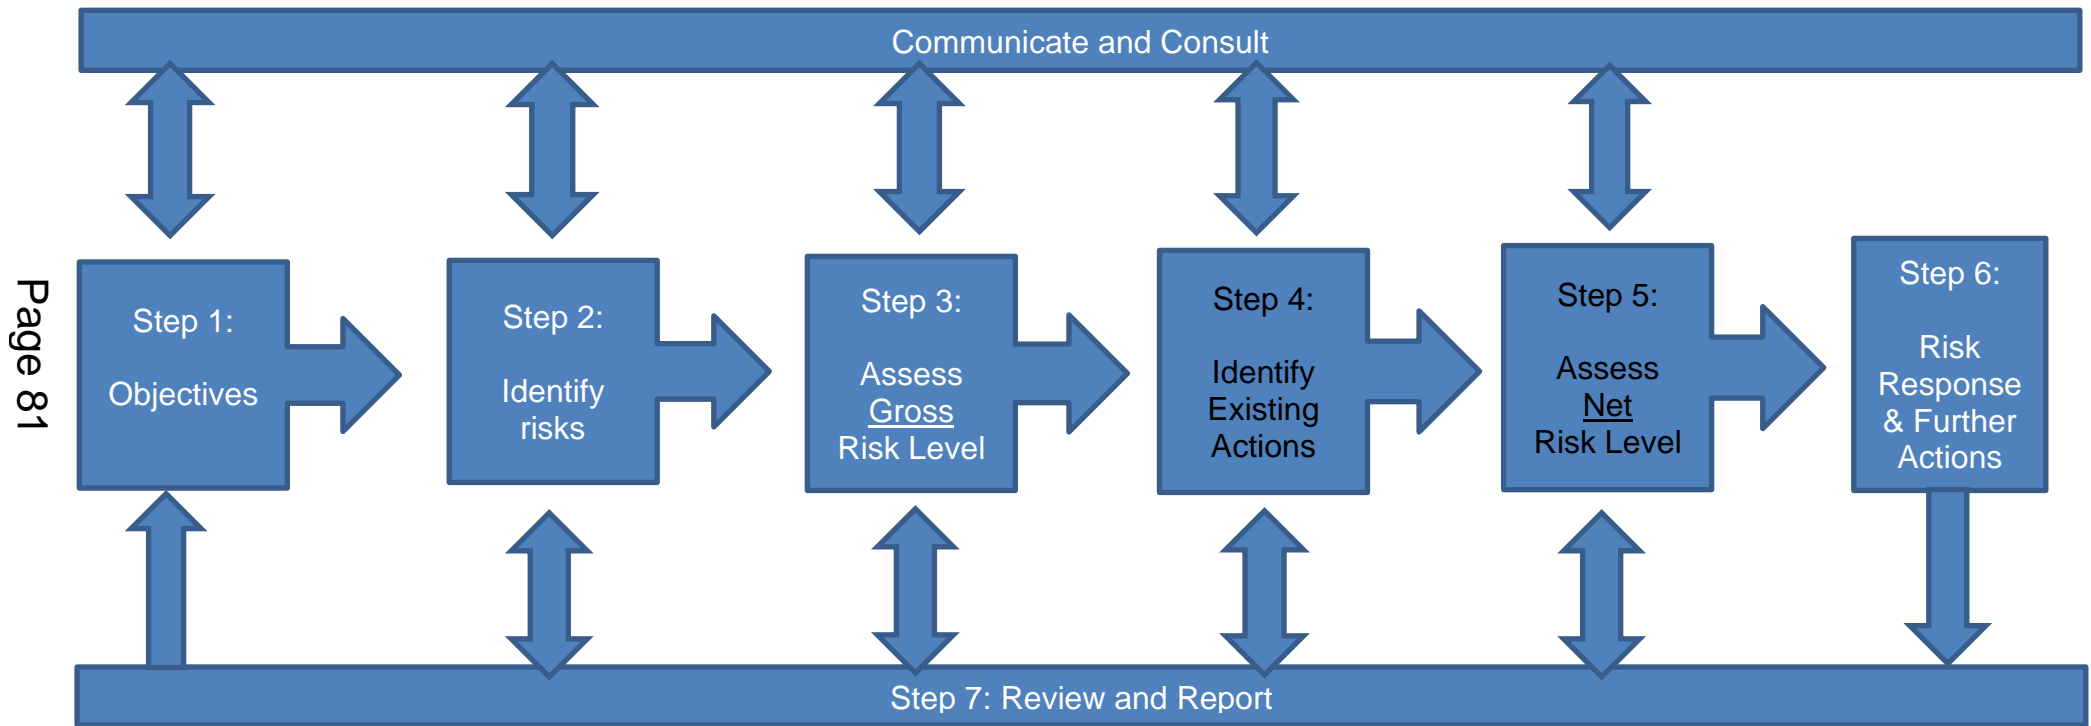 Communicate and Consult
Page 81
Step 1:
Objectives
Step 2:
Identify
risks
Step 3:
Assess
Gross
Risk Level
Step 4:
Identify
Existing
Actions
Step 5:
Assess
Net
Risk Level
Step 6:
Risk
Response
& Further
Actions
Step 7: Review and Report